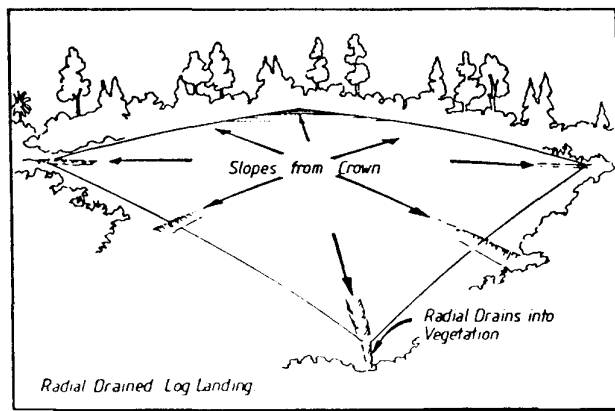 Slopes from Crown
Radial Drains into
Vegetation
Radial Drained Log Landing